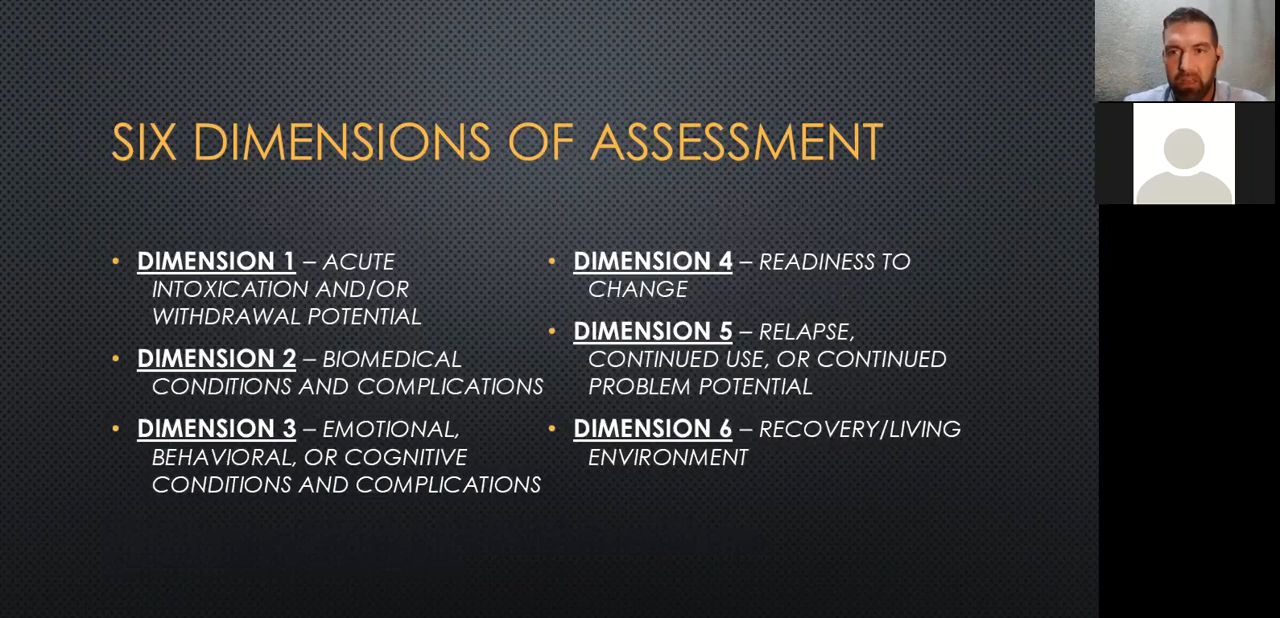 SIX DIMENSIONS OF ASSESSMENT
• DIMENSION 1 – ACUTE
INTOXICATION AND/OR
WITHDRAWAL POTENTIAL
• DIMENSION 2 – BIOMEDICAL
CONDITIONS AND COMPLICATIONS
• DIMENSION 3 – EMOTIONAL,
BEHAVIORAL, OR COGNITIVE
CONDITIONS AND COMPLICATIONS
• DIMENSION 4 – READINESS TO
CHANGE
• DIMENSION 5 – RELAPSE,
CONTINUED USE, OR CONTINUED
PROBLEM POTENTIAL
• DIMENSION 6 – RECOVERY/LIVING
ENVIRONMENT